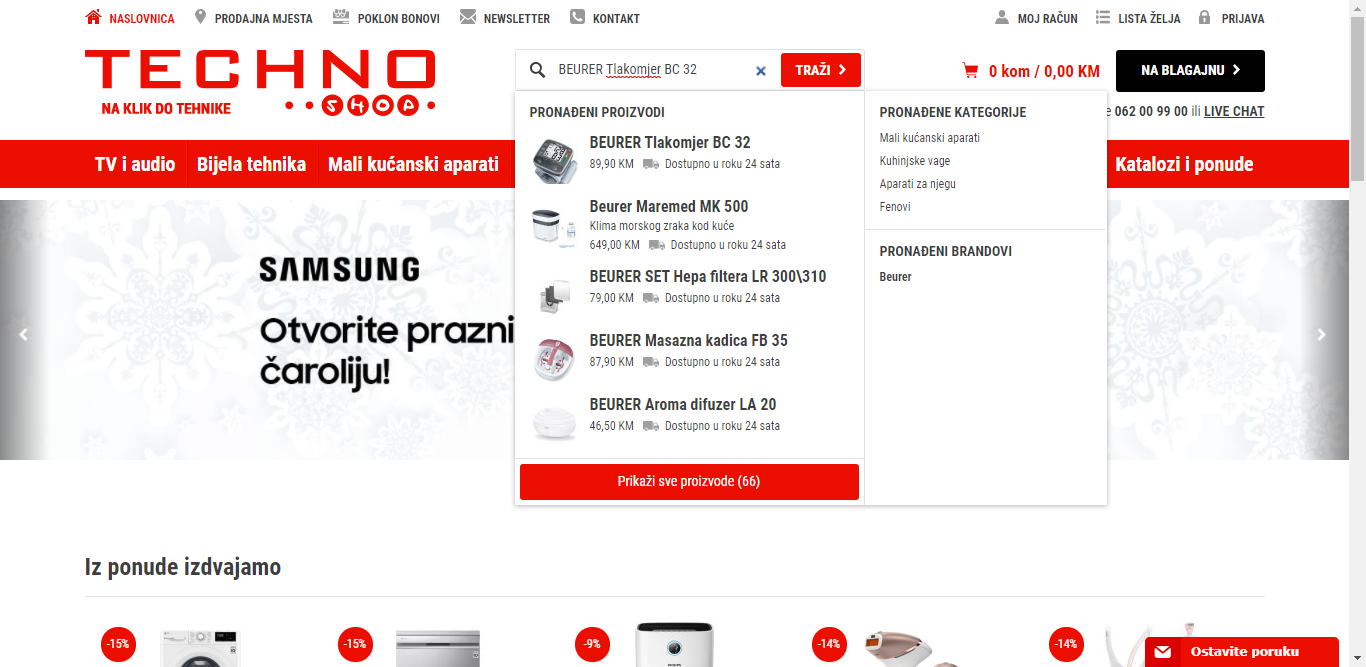 NASLOVNICA
PRODAJNA MJESTA
POKLON BONOVI
NEWSLETTER
KONTAKT
MOJ RAČUN
LISTA ŽELJA
PRIJAVA
TECHNO
SHOP
NA KLIK DO TEHNIKE
BEURER Tlakomjer BC 32
TRAŽI
0 kom / 0,00 KM
NA BLAGAJNU
e 062 00 99 00 ili LIVE CHAT
TV i audio
Bijela tehnika
Mali kućanski aparati
Katalozi i ponude
PRONAĐENI PROIZVODI
BEURER Tlakomjer BC 32
89,90 KM Dostupno u roku 24 sata
Beurer Maremed MK 500
Klima morskog zraka kod kuće
649,00 KM Dostupno u roku 24 sata
BEURER SET Hepa filtera LR 300\310
79,00 KM Dostupno u roku 24 sata
BEURER Masazna kadica FB 35
87,90 KM Dostupno u roku 24 sata
BEURER Aroma difuzer LA 20
46,50 KM Dostupno u roku 24 sata
Prikaži sve proizvode (66)
PRONAĐENE KATEGORIJE
Mali kućanski aparati
Kuhinjske vage
Aparati za njegu
Fenovi
PRONAĐENI BRANDOVI
Beurer
SAMSUNG
Otvorite prazni
čaroliju!
Iz ponude izdvajamo
-15%
-15%
-9%
-14%
-14%
Ostavite poruku